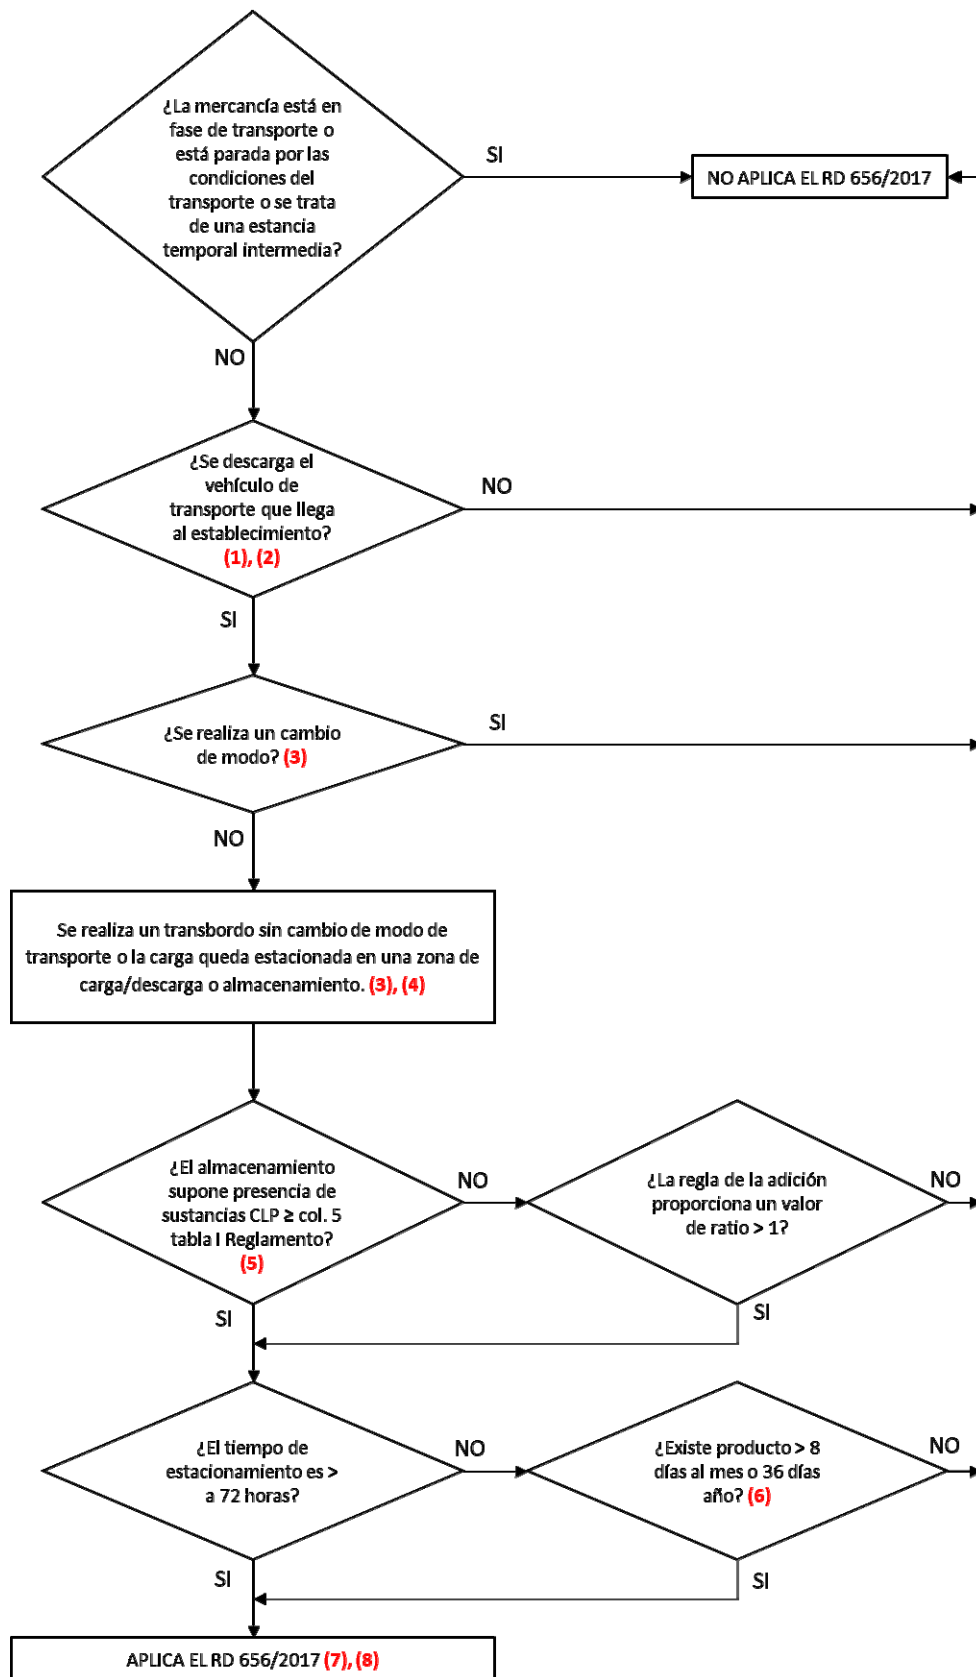 ¿La mercancía está en
fase de transporte o
está parada por las
condiciones del
transporte o se trata
de una estancia
temporal intermedia?
SI
NO APLICA EL RD 656/2017
NO
¿Se descarga el
vehículo de
transporte que llega
al establecimiento?
(1), (2)
NO
SI
¿Se realiza un cambio
de modo? (3)
SI
NO
Se realiza un transbordo sin cambio de modo de
transporte o la carga queda estacionada en una zona de
carga/descarga o almacenamiento. (3), (4)
¿El almacenamiento
supone presencia de
sustancias CLP ≥ col. 5
tabla I Reglamento?
(5)
NO
¿La regla de la adición
proporciona un valor
de ratio > 1?
NO
SI
SI
¿El tiempo de
estacionamiento es >
a 72 horas?
NO
¿Existe producto > 8
días al mes o 36 días
año? (6)
NO
SI
SI
APLICA EL RD 656/2017 (7), (8)